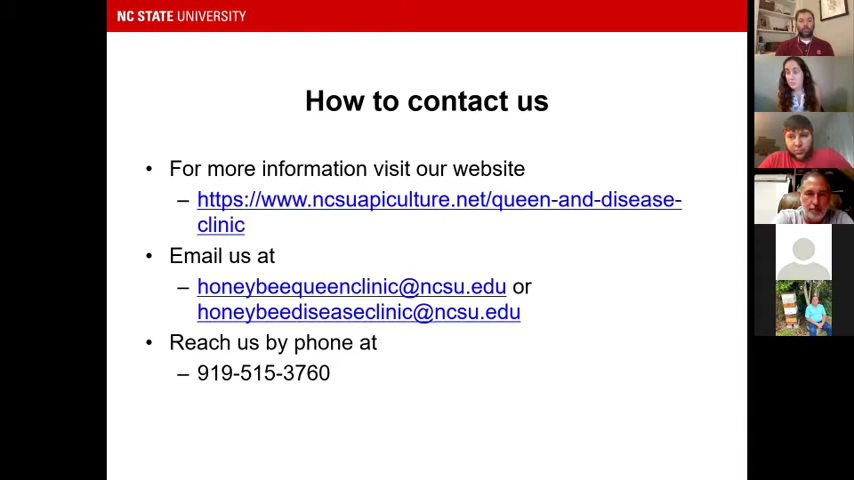 NC STATE UNIVERSITY
How to contact us
• For more information visit our website
– https://www.ncsuapiculture.net/queen-and-disease-
clinic
• Email us at
– honeybeequeenclinic@ncsu.edu or
honeybeediseaseclinic@ncsu.edu
• Reach us by phone at
– 919-515-3760